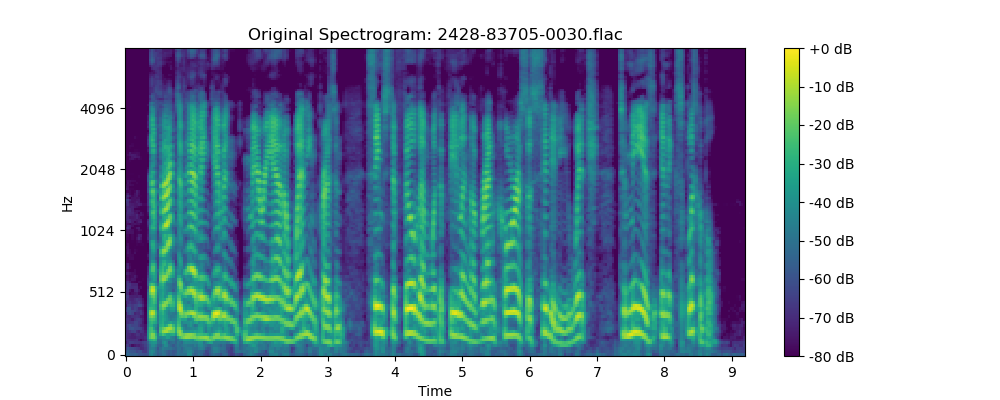 Original Spectrogram: 2428-83705-0030.flac
Hz
4096
2048
1024
512
0
0 1 2 3 4 5 6 7 8 9
Time
+0 dB
-10 dB
-20 dB
-30 dB
-40 dB
-50 dB
-60 dB
-70 dB
-80 dB